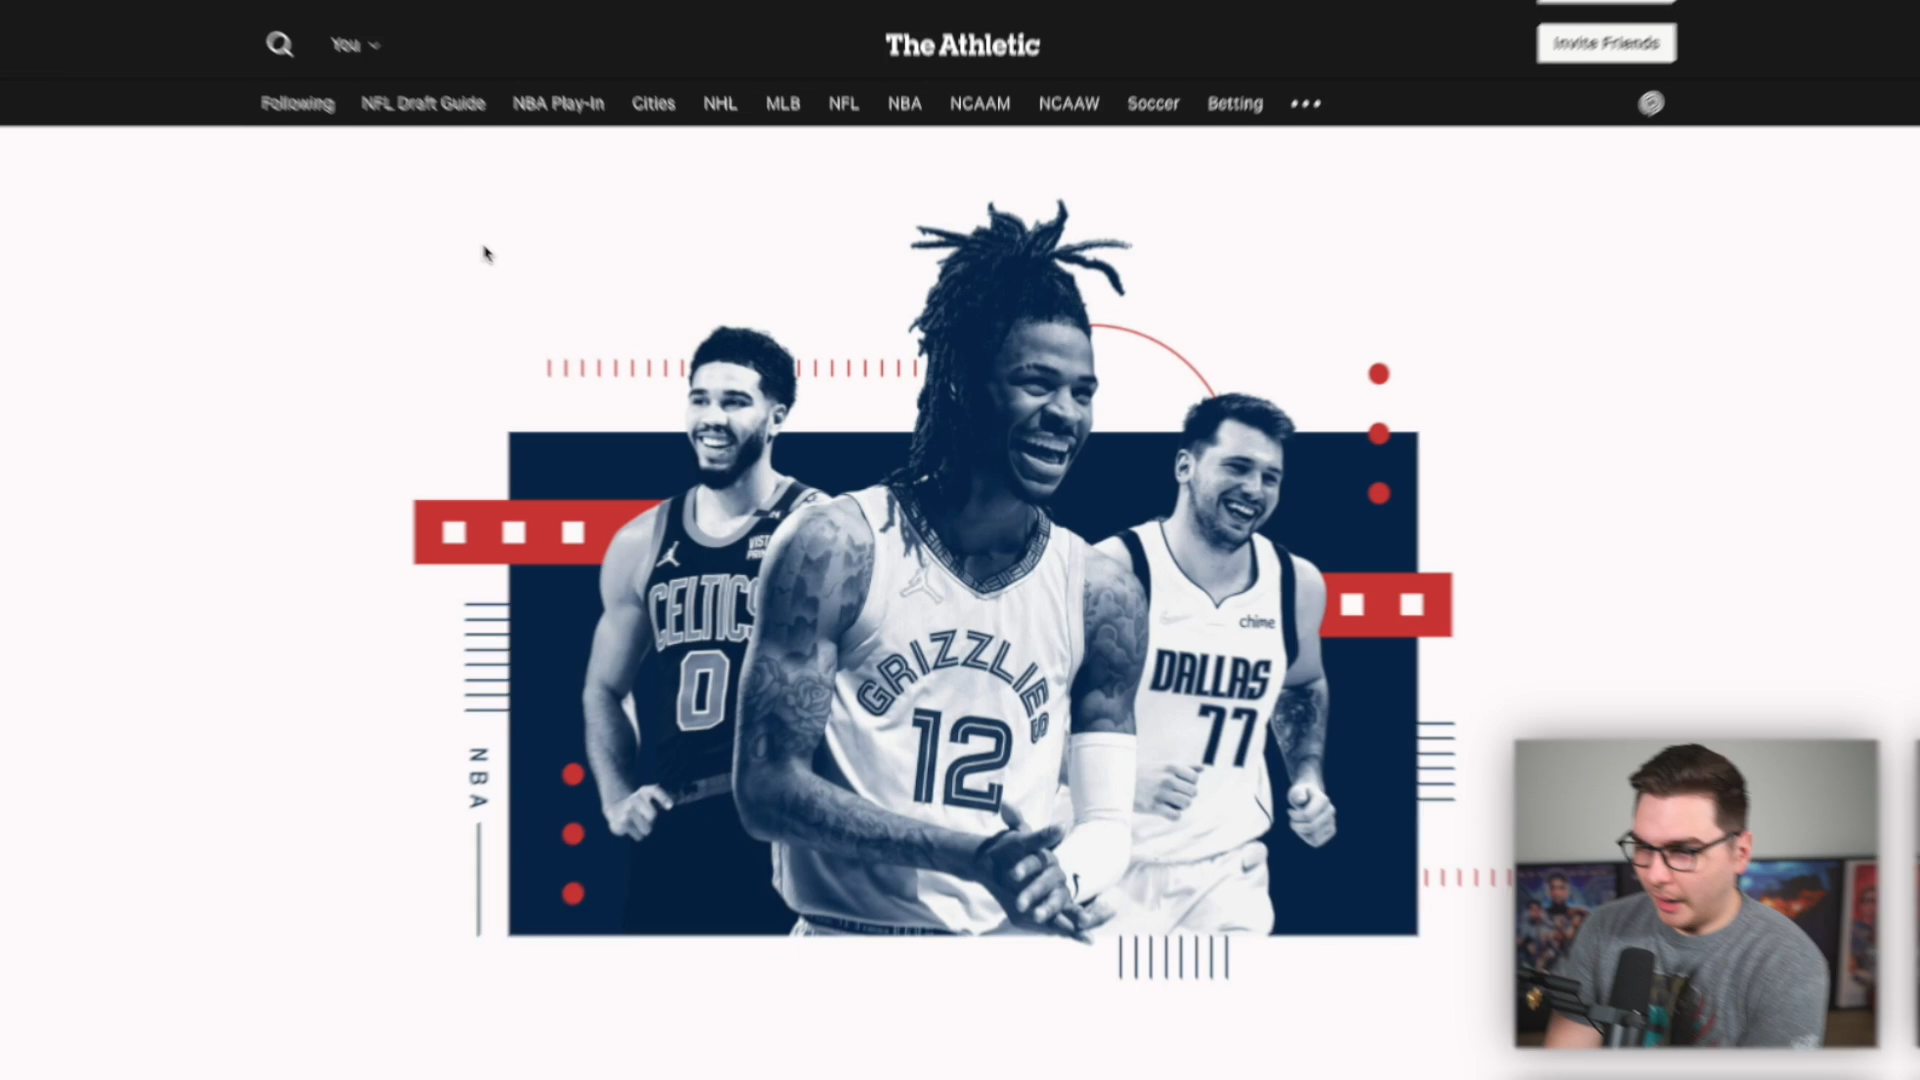 You
The Athletic
Invite Friends
Following NFL Draft Guide NBA Play-In Cities NHL MLB NFL NBA NCAAM NCAAW Soccer Betting
CELTICS
0
GRIZZLIES
12
chime
DALLAS
77
NBA